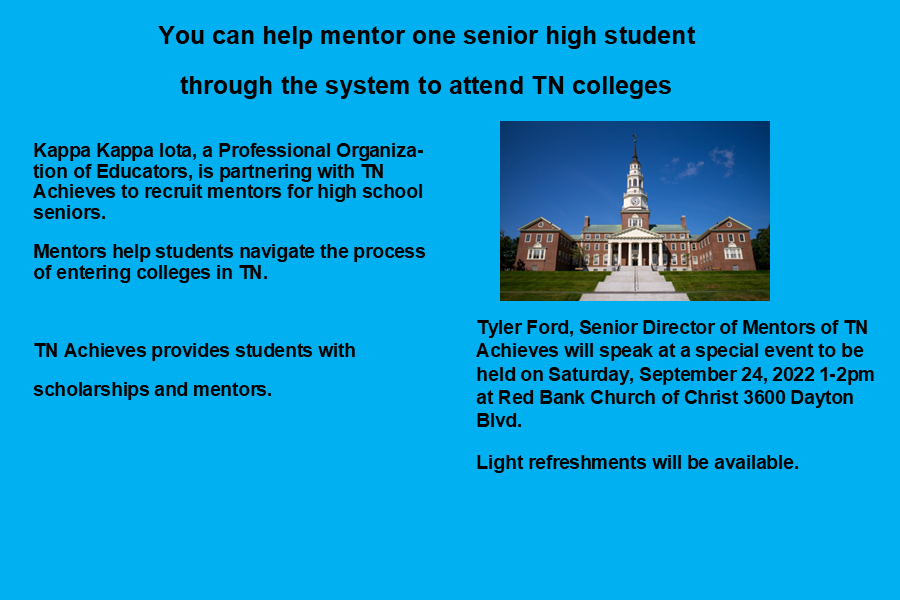 You can help mentor one senior high student
through the system to attend TN colleges
Kappa Kappa Iota, a Professional Organiza-
tion of Educators, is partnering with TN
Achieves to recruit mentors for high school
seniors.
Mentors help students navigate the process
of entering colleges in TN.
TN Achieves provides students with
scholarships and mentors.
Tyler Ford, Senior Director of Mentors of TN
Achieves will speak at a special event to be
held on Saturday, September 24, 2022 1-2pm
at Red Bank Church of Christ 3600 Dayton
Blvd.
Light refreshments will be available.